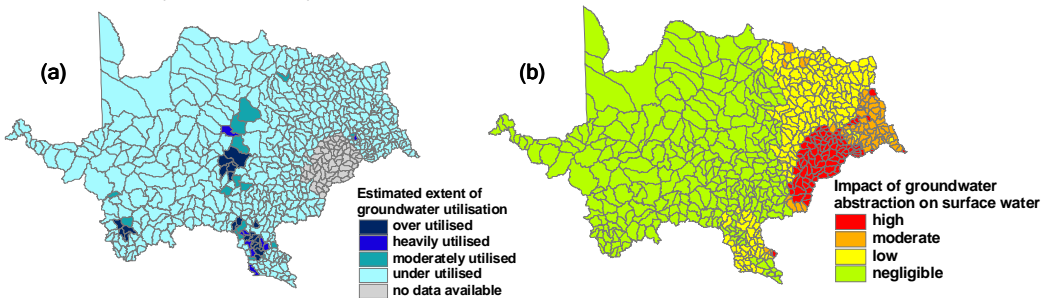 (a)
Estimated extent of
groundwater utilisation
over utilised
heavily utilised
moderately utilised
under utilised
no data available
(b)
Impact of groundwater
abstraction on surface water
high
moderate
low
negligible